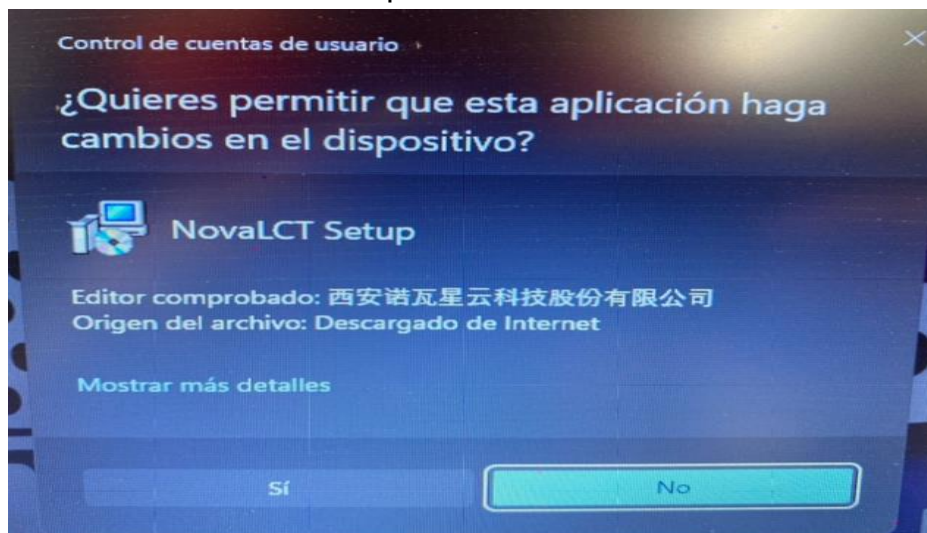 Control de cuentas de usuario
¿Quieres permitir que esta aplicación haga
cambios en el dispositivo?
NovaLCT Setup
Editor comprobado: 西安诺瓦星云科技股份有限公司
Origen del archivo: Descargado de Internet
Mostrar más detalles
Sí
No